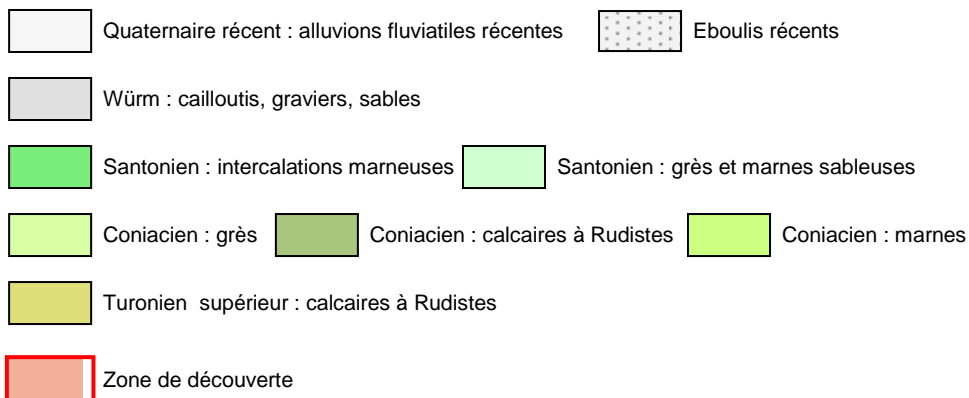 Quaternaire récent : alluvions fluviatiles récentes Eboulis récents
Würm : cailloutis, graviers, sables
Santonien : intercalations marneuses Santonien : grès et marnes sableuses
Coniacien : grès Coniacien : calcaires à Rudistes Coniacien : marnes
Turonien supérieur : calcaires à Rudistes
Zone de découverte